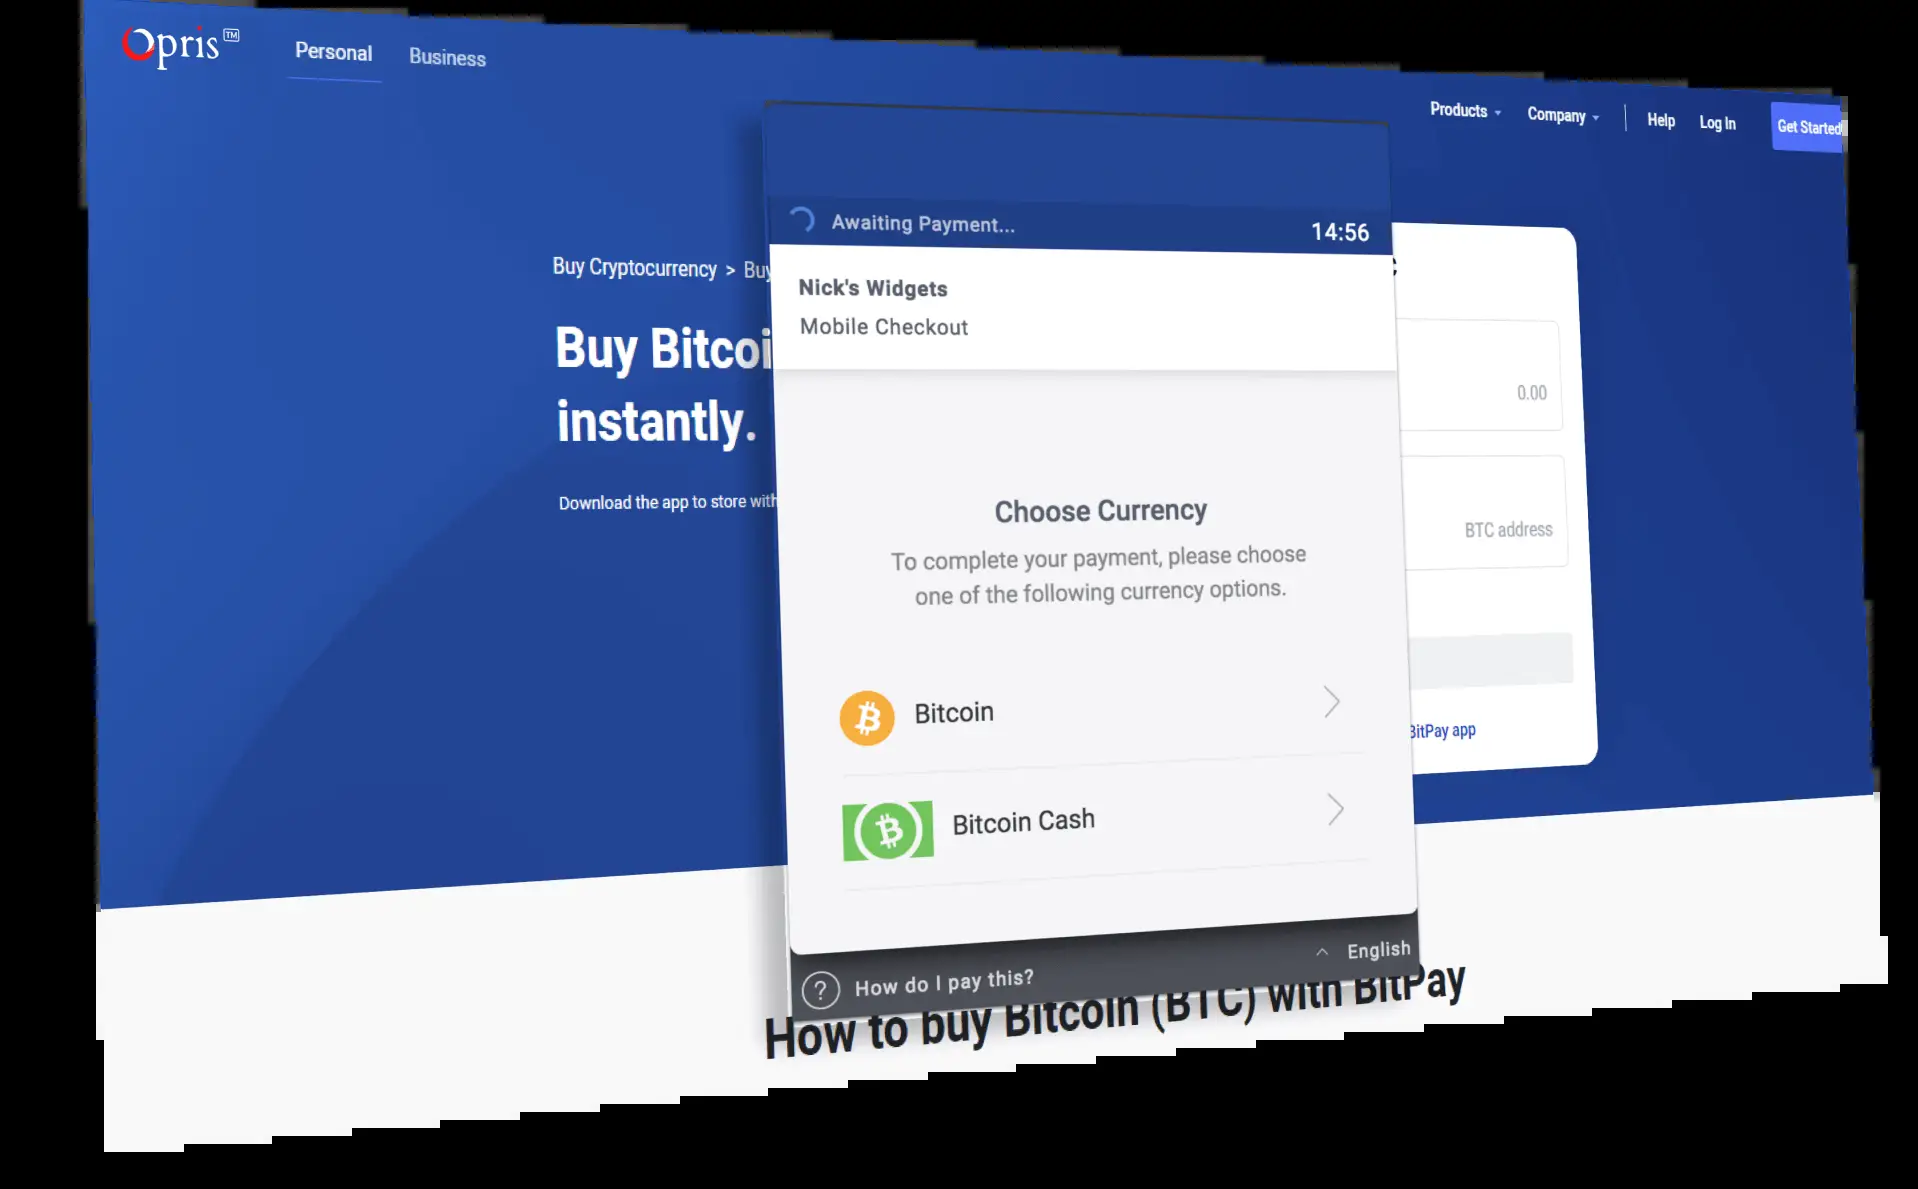 Opris TM
Personal
Business
Products
Company
Help
Log In
Get Started
Buy Cryptocurrency > Buy
Buy Bitcoi
instantly.
Download the app to store with
Awaiting Payment...
14:56
Nick's Widgets
Mobile Checkout
Choose Currency
To complete your payment, please choose
one of the following currency options.
Bitcoin
Bitcoin Cash
How do I pay this?
English
0.00
BTC address
BitPay app
How to buy Bitcoin (BTC) with BitPay